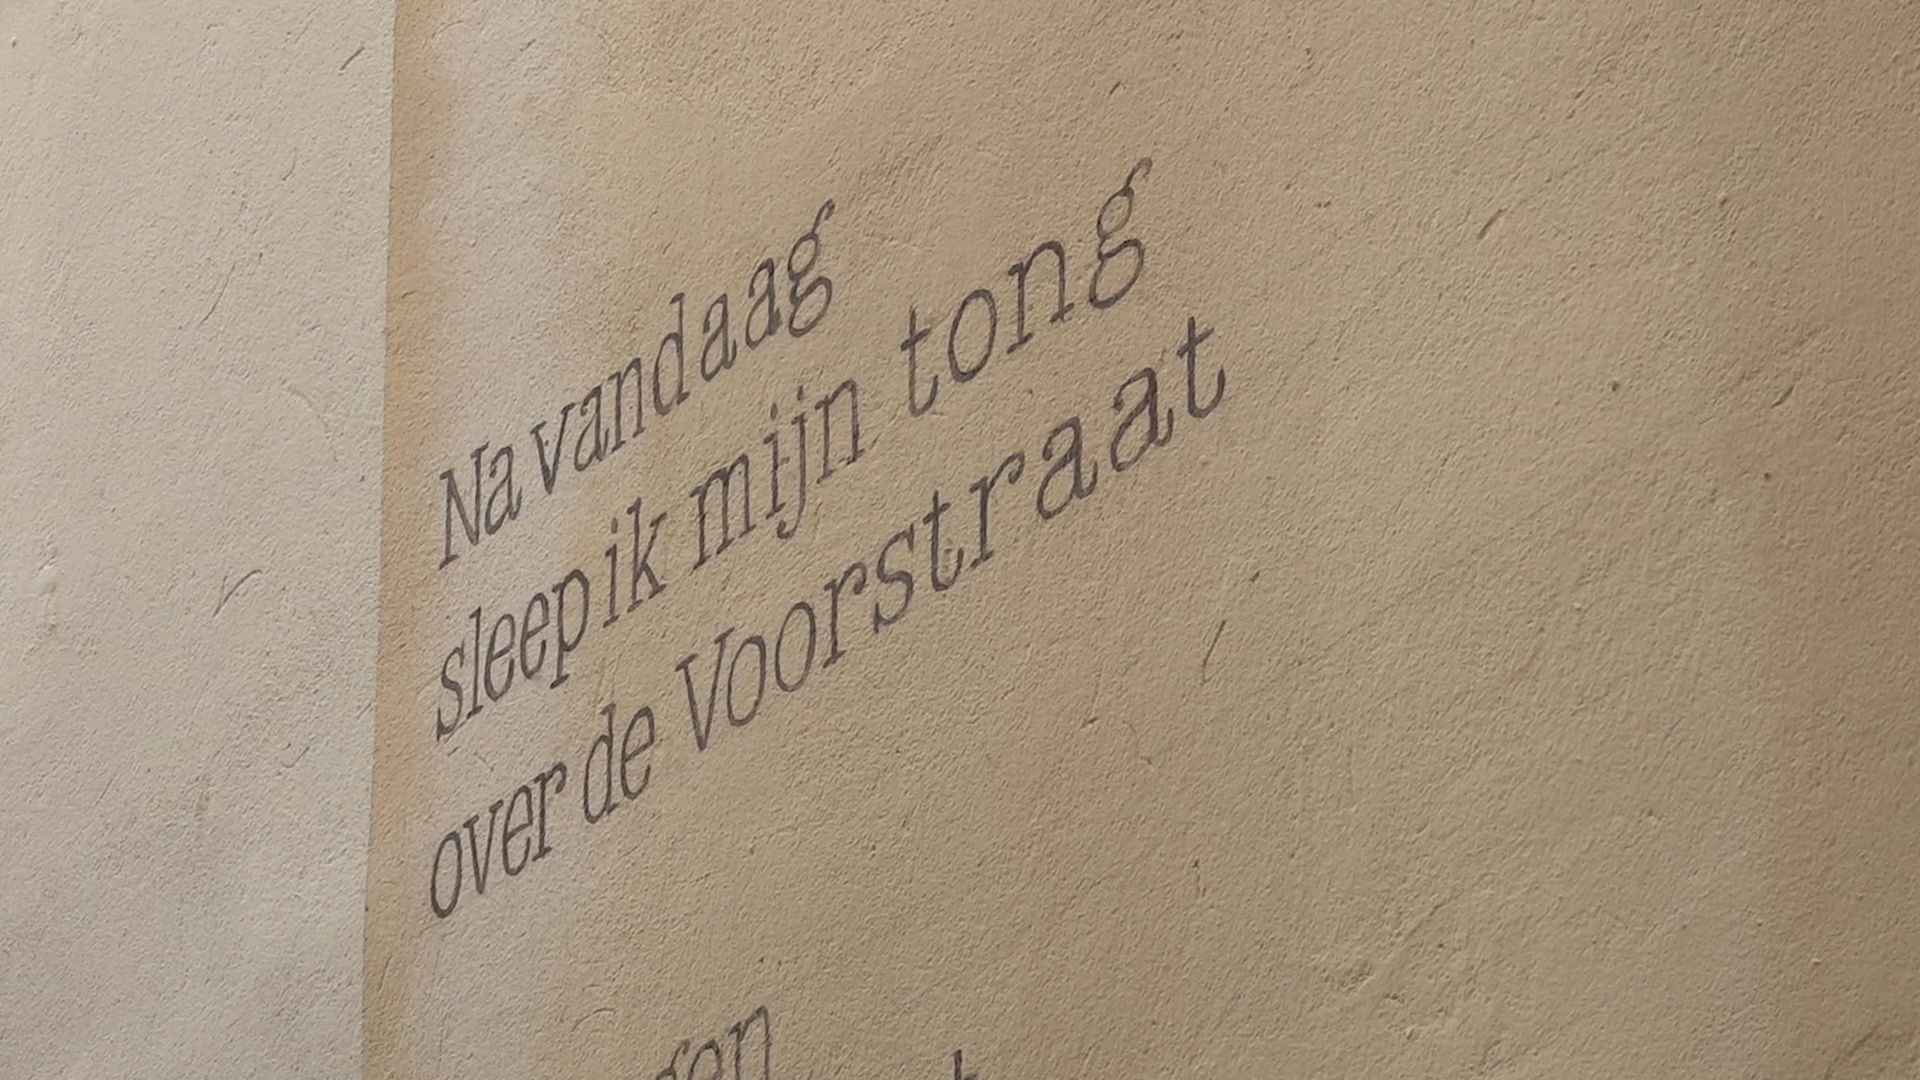 Na vandaag
sleep ik mijn tong
over de Voorstraat